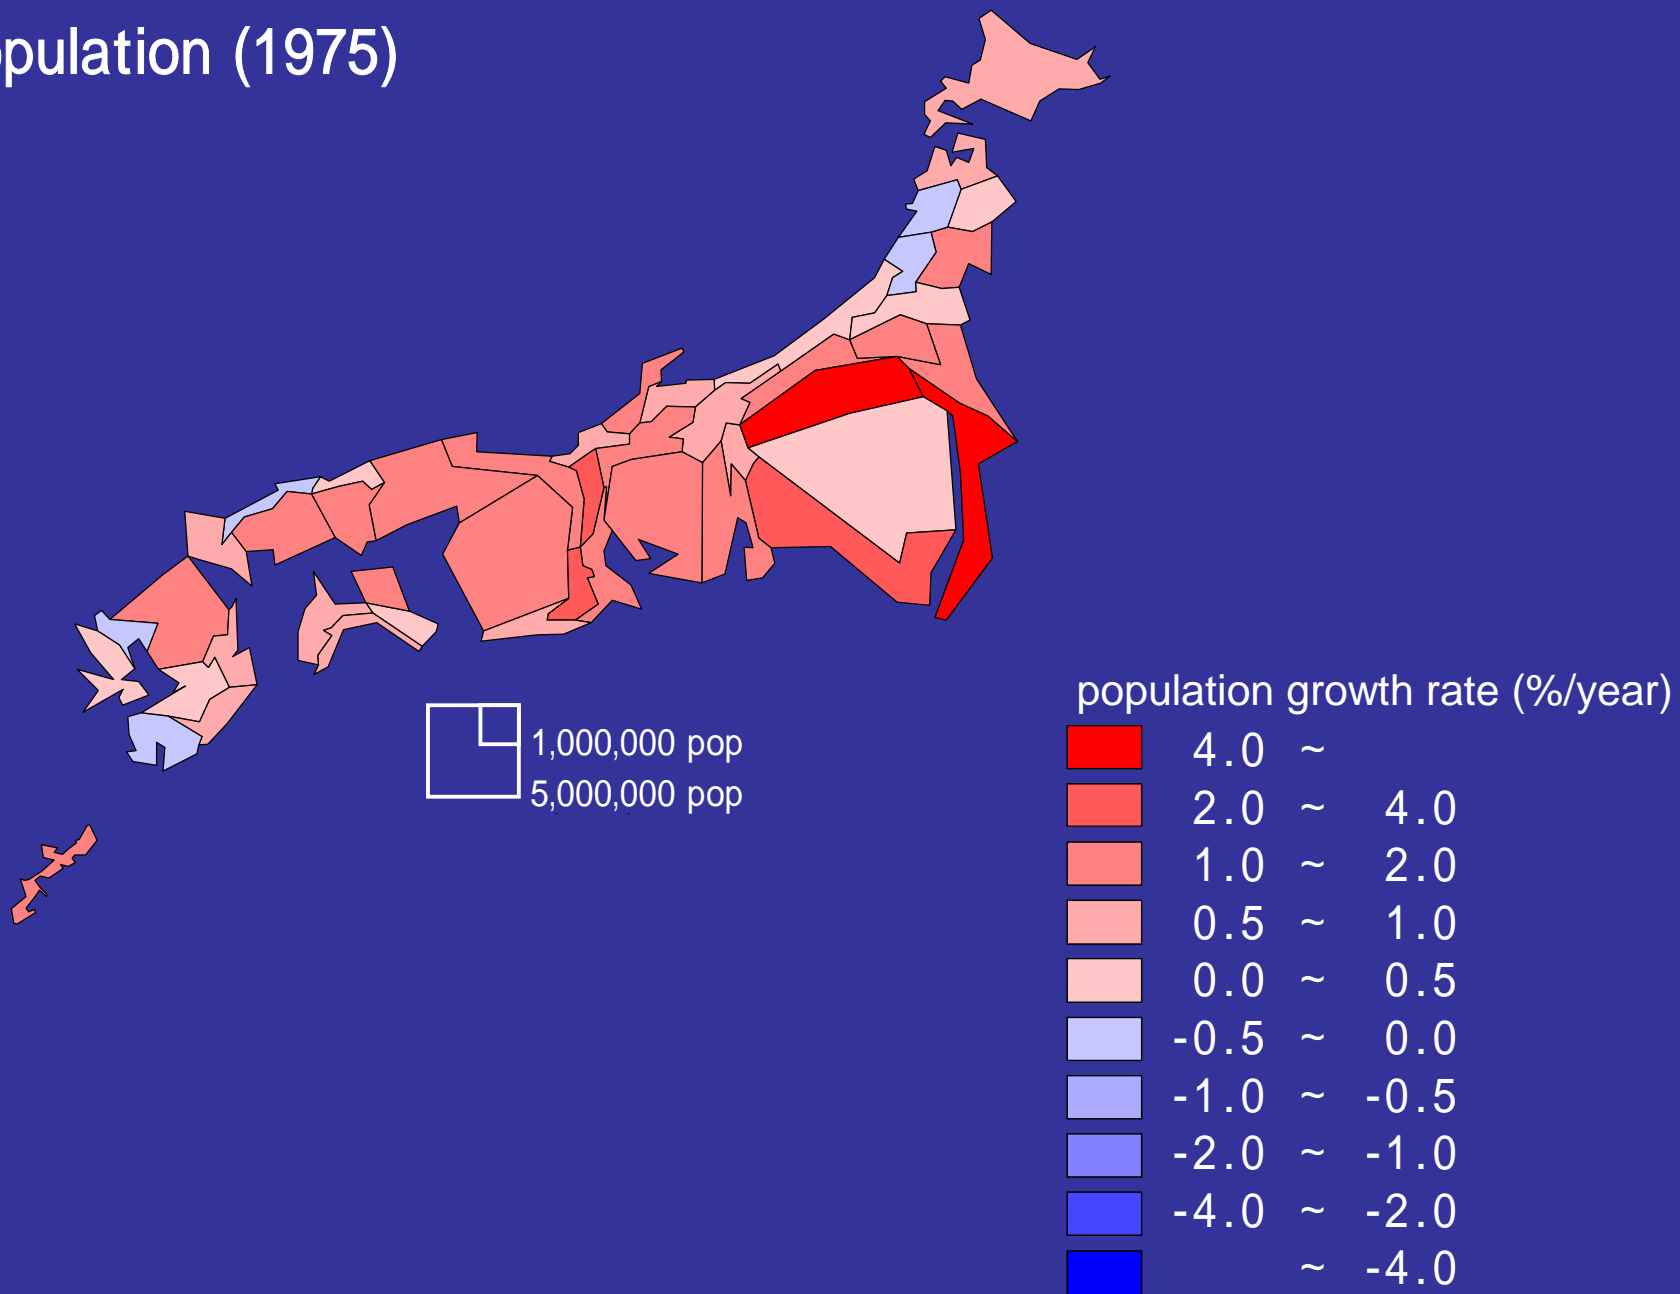 pulation (1975)
1,000,000 pop
5,000,000 pop
population growth rate (%/year)
4.0 ~
2.0 ~ 4.0
1.0 ~ 2.0
0.5 ~ 1.0
0.0 ~ 0.5
-0.5 ~ 0.0
-1.0 ~ -0.5
-2.0 ~ -1.0
-4.0 ~ -2.0
~ -4.0